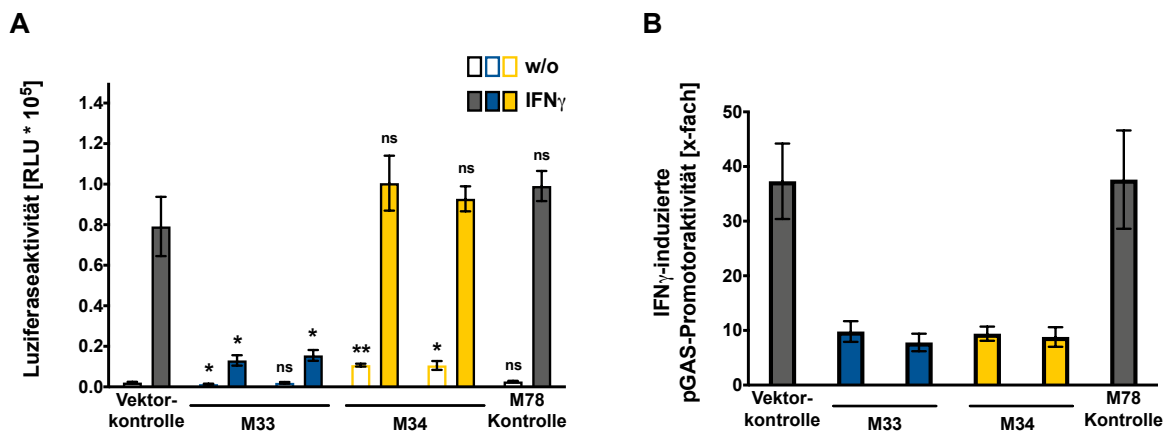 A
Luziferaseaktivität [RLU * 10⁵]
w/o
IFNγ
1.4
1.2
1.0
0.8
0.6
0.4
0.2
0.0
*
*
ns
*
**
ns
*
ns
ns
ns
Vektor-
kontrolle
M33
M34
M78
Kontrolle
B
IFNγ-induzierte
pGAS-Promotoraktivität [x-fach]
50
40
30
20
10
0
Vektor-
kontrolle
M33
M34
M78
Kontrolle